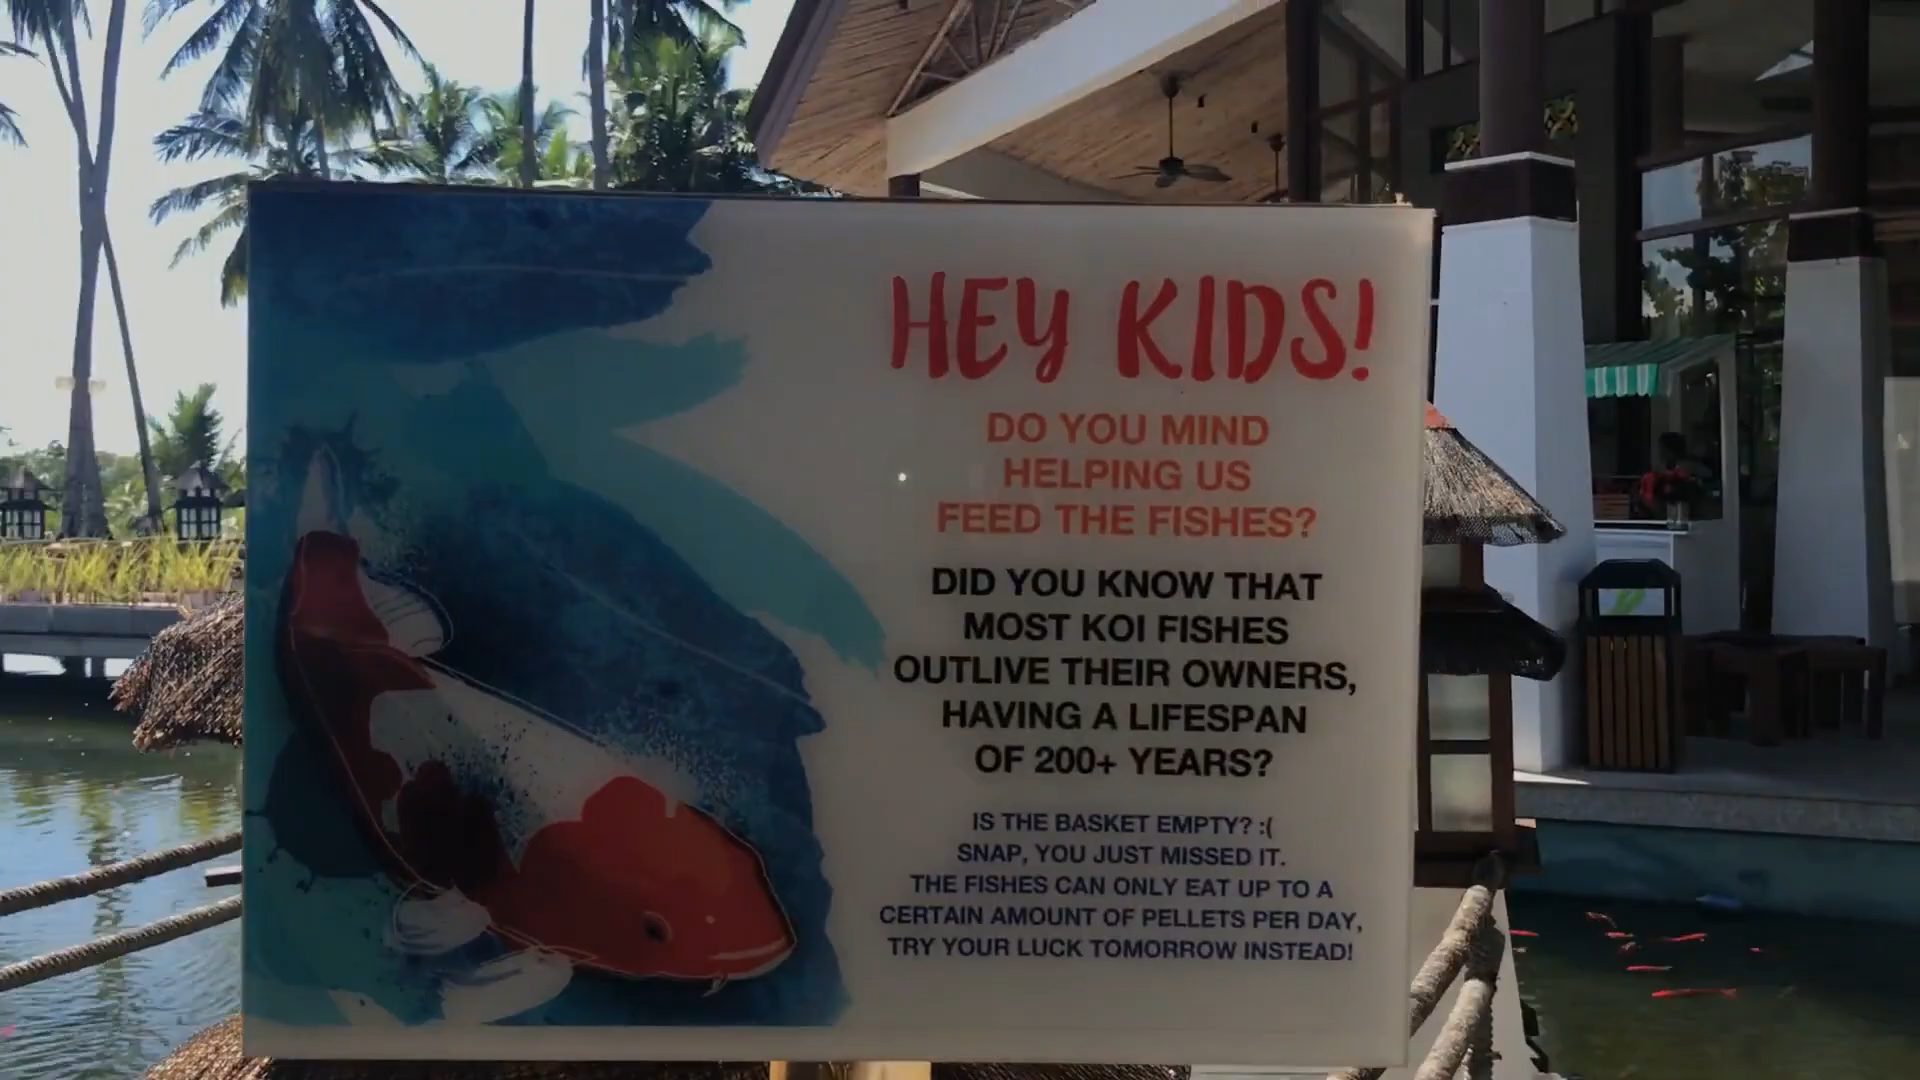 HEY KIDS!
DO YOU MIND
HELPING US
FEED THE FISHES?
DID YOU KNOW THAT
MOST KOI FISHES
OUTLIVE THEIR OWNERS,
HAVING A LIFESPAN
OF 200+ YEARS?
IS THE BASKET EMPTY? :(
SNAP, YOU JUST MISSED IT.
THE FISHES CAN ONLY EAT UP TO A
CERTAIN AMOUNT OF PELLETS PER DAY,
TRY YOUR LUCK TOMORROW INSTEAD!